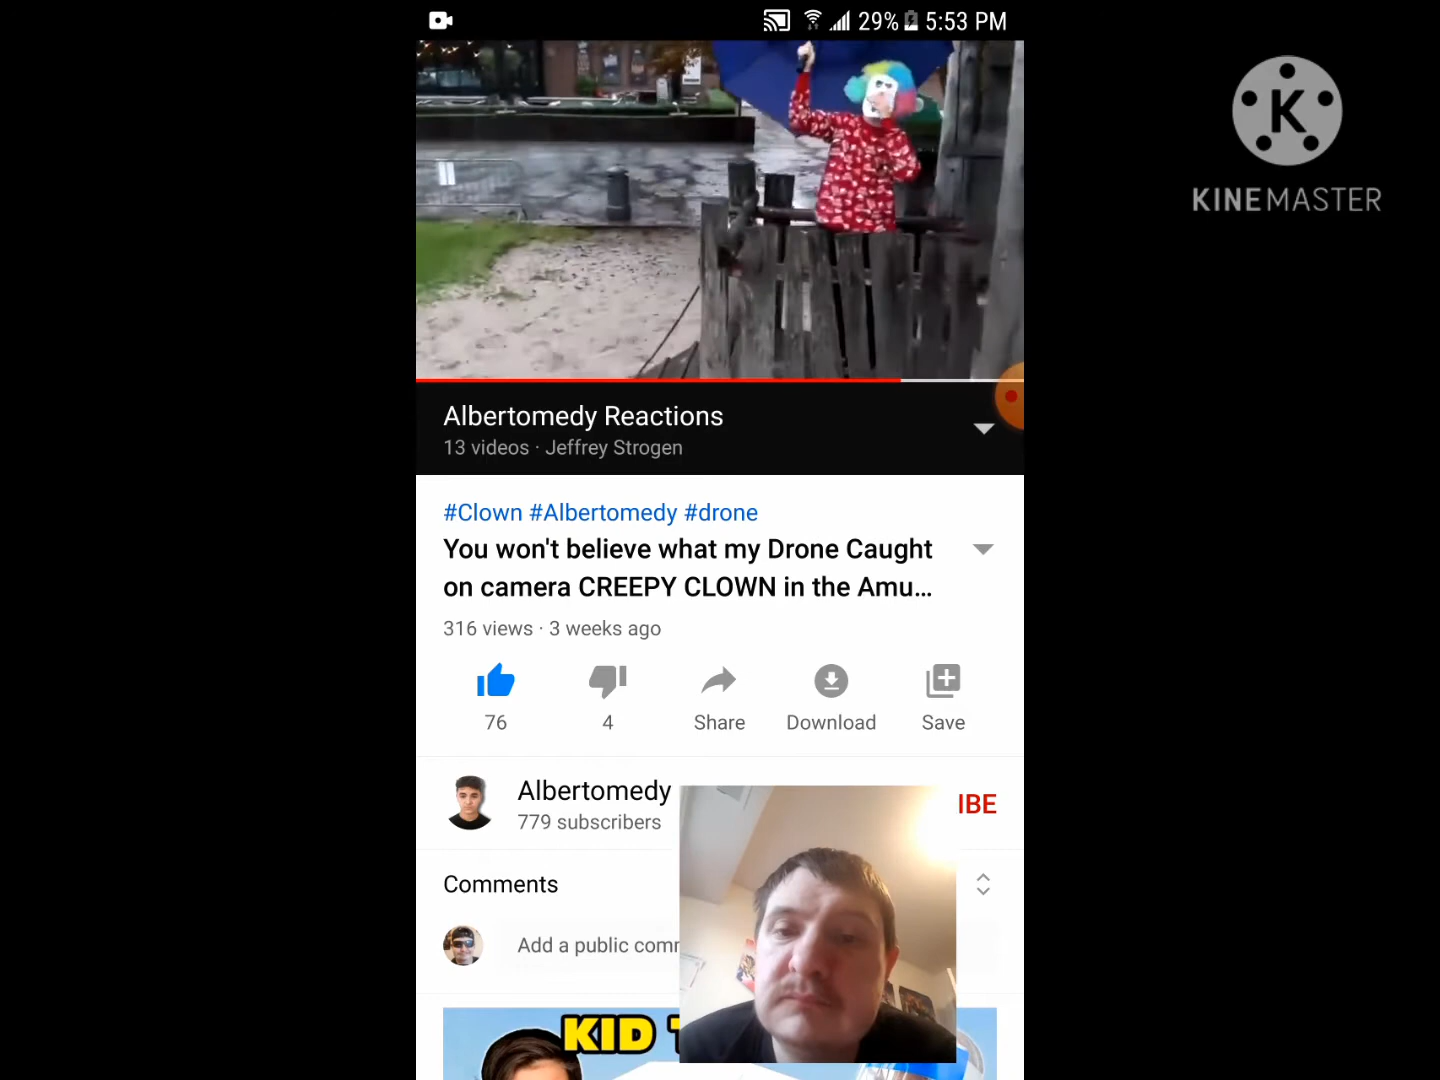 29% 5:53 PM
K
KINEMASTER
Albertomedy Reactions
13 videos · Jeffrey Strogen
#Clown #Albertomedy #drone
You won't believe what my Drone Caught
on camera CREEPY CLOWN in the Amu...
316 views · 3 weeks ago
76 4 Share Download Save
Albertomedy
779 subscribers
IBE
Comments
Add a public com
KID